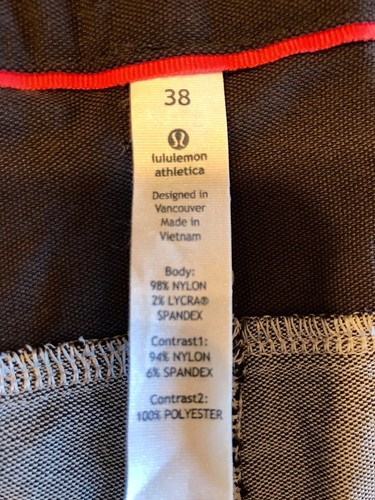 38
lululemon
athletica
Designed in
Vancouver
Made in
Vietnam
Body:
98% NYLON
2% LYCRA®
SPANDEX
Contrast1:
94% NYLON
6% SPANDEX
Contrast2:
100% POLYESTER